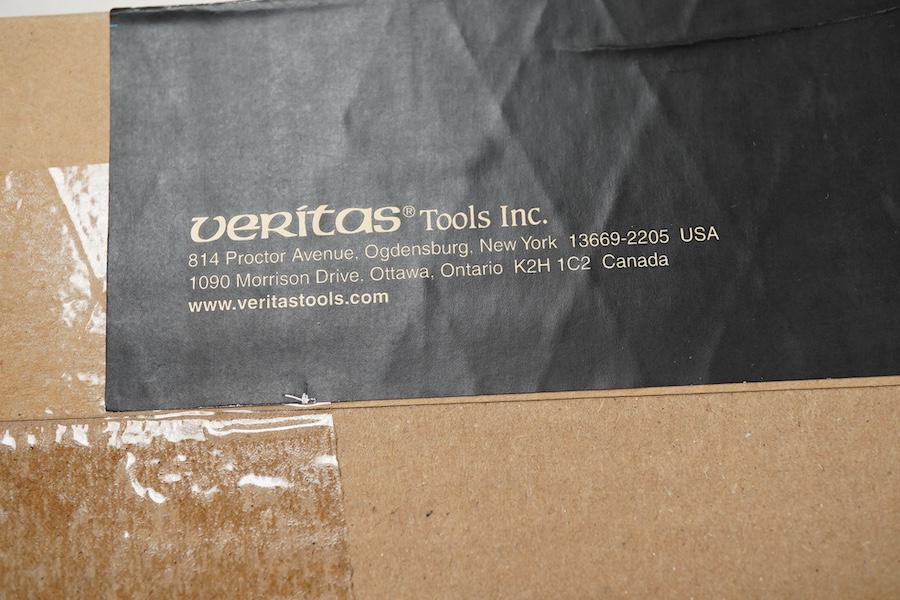 veritas® Tools Inc.
814 Proctor Avenue, Ogdensburg, New York 13669-2205 USA
1090 Morrison Drive, Ottawa, Ontario K2H 1C2 Canada
www.veritastools.com